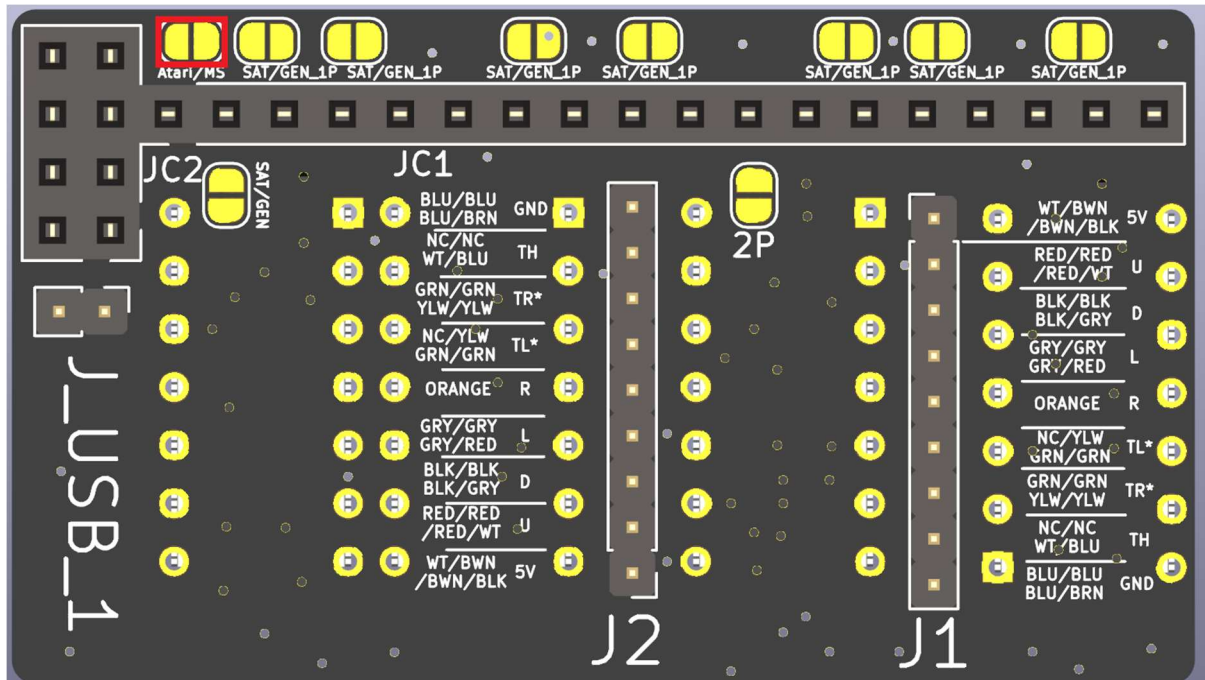 Atari/MS SAT/GEN_1P SAT/GEN_1P SAT/GEN_1P SAT/GEN_1P SAT/GEN_1P SAT/GEN_1P SAT/GEN_1P
JC2
SAT/GEN
JC1
2P
BLU/BLU
BLU/BRN
GND
NC/NC
WT/BLU
TH
GRN/GRN
YLW/YLW
TR*
NC/YLW
GRN/GRN
TL*
ORANGE R
GRY/GRY
GRY/RED
L
BLK/BLK
BLK/GRY
D
RED/RED
/RED/WT
U
WT/BWN
/BWN/BLK
5V
WT/BWN
/BWN/BLK
5V
RED/RED
/RED/WT
U
BLK/BLK
BLK/GRY
D
GRY/GRY
GRY/RED
L
ORANGE R
NC/YLW
GRN/GRN
TL*
GRN/GRN
YLW/YLW
TR*
NC/NC
WT/BLU
TH
BLU/BLU
BLU/BRN
GND
J_USB_1
J2
J1